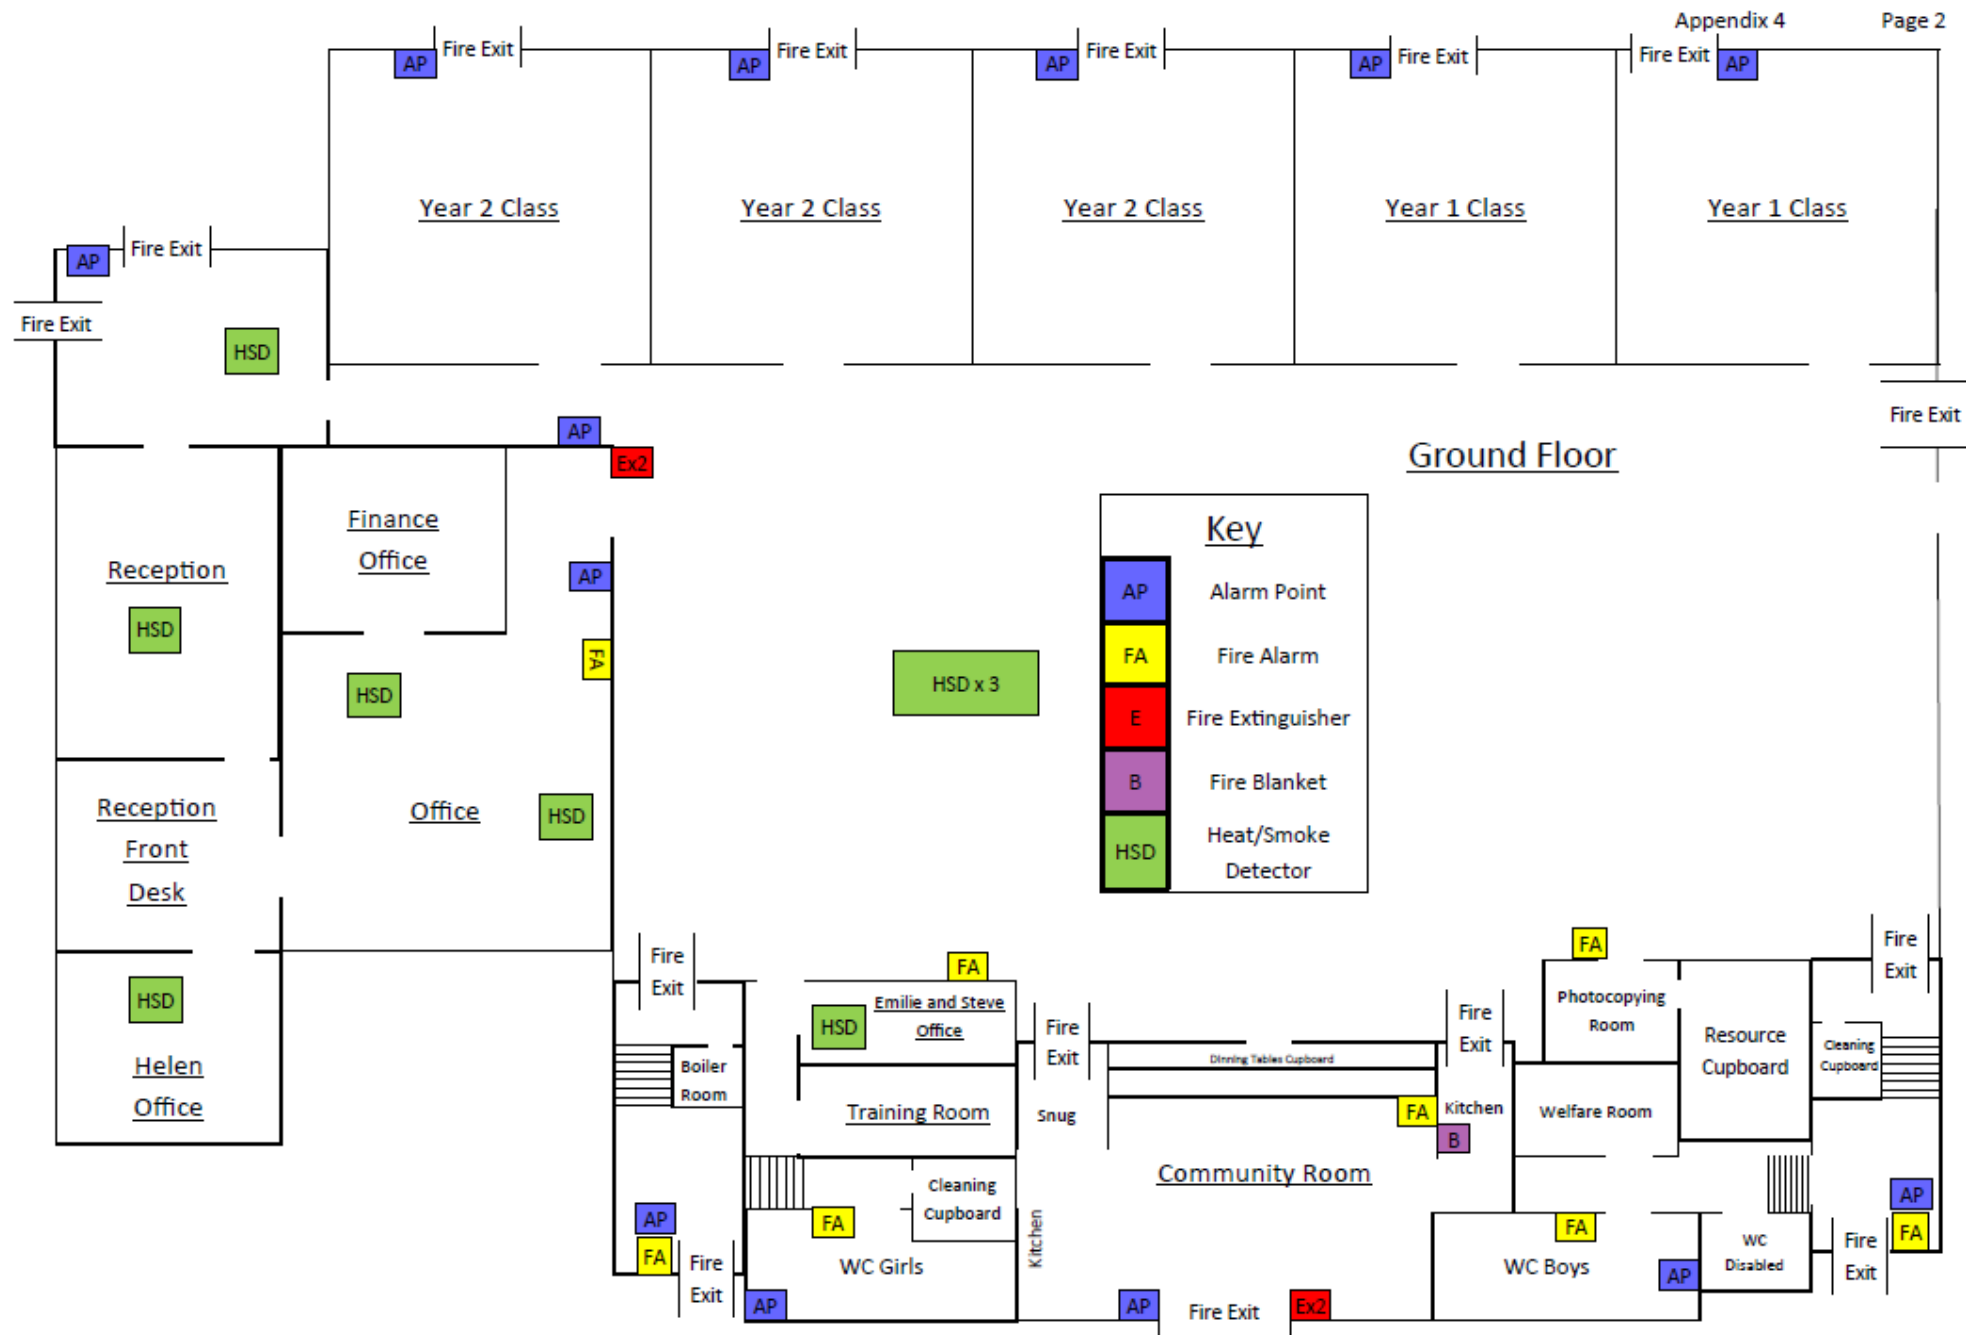 Appendix 4
Page 2
Fire Exit
Fire Exit
Fire Exit
Fire Exit
Fire Exit
AP
AP
AP
AP
AP
Year 2 Class
Year 2 Class
Year 2 Class
Year 1 Class
Year 1 Class
AP
Fire Exit
Fire Exit
HSD
AP
Ex2
Fire Exit
Ground Floor
Finance
Office
Reception
HSD
AP
FA
HSD
HSD
Office
Reception
Front
Desk
HSD
Helen
Office
HSD x 3
Key
AP
Alarm Point
FA
Fire Alarm
E
Fire Extinguisher
B
Fire Blanket
HSD
Heat/Smoke
Detector
Fire
Exit
FA
Emilie and Steve
Office
HSD
Boiler
Room
Training Room
Fire
Exit
Snug
Dinning Tables Cupboard
Fire
Exit
FA
Kitchen
B
Community Room
FA
Photocopying
Room
Resource
Cupboard
Welfare Room
Fire
Exit
Cleaning
Cupboard
AP
FA
Fire
Exit
Cleaning
Cupboard
FA
WC Girls
AP
Kitchen
AP
Fire Exit
Ex2
FA
WC Boys
AP
WC
Disabled
Fire
Exit
AP
FA